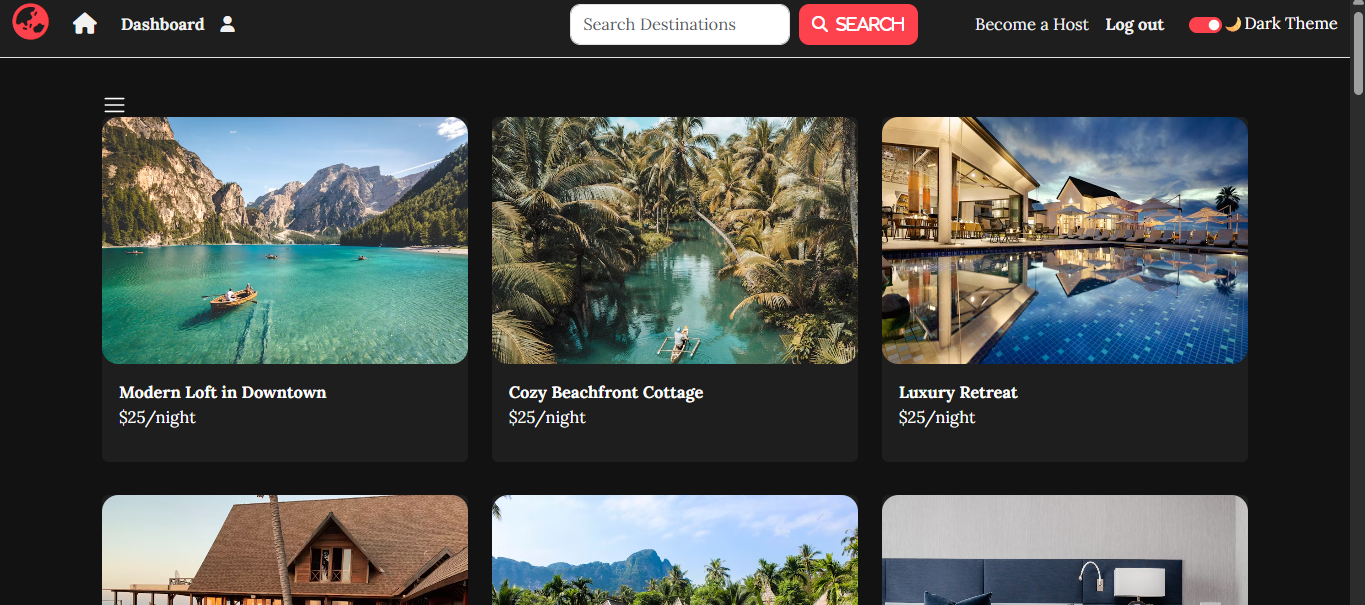 Dashboard
Search Destinations
SEARCH
Become a Host
Log out
🌙 Dark Theme
Modern Loft in Downtown
$25/night
Cozy Beachfront Cottage
$25/night
Luxury Retreat
$25/night